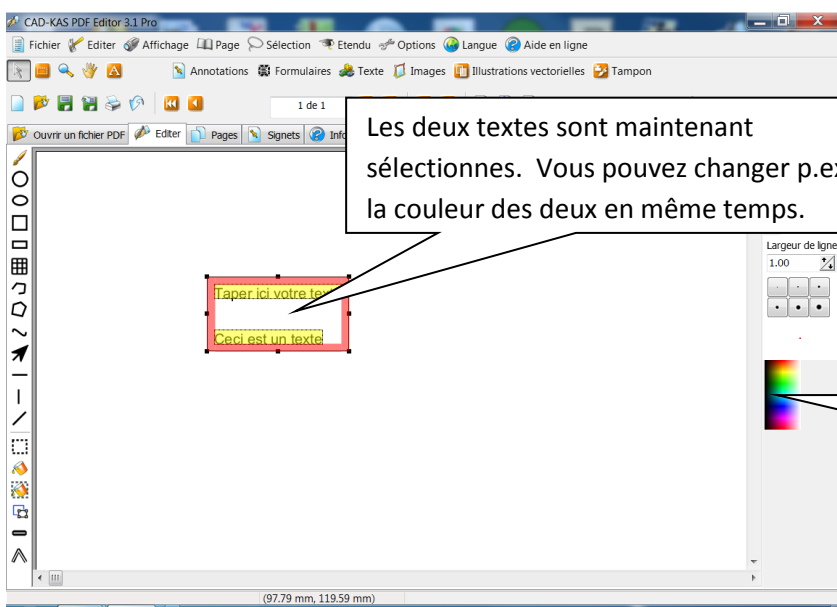 CAD-KAS PDF Editor 3.1 Pro
Fichier Editer Affichage Page Sélection Etendu Options Langue Aide en ligne
Annotations Formulaires Texte Images Illustrations vectorielles Tampon
1 de 1
Ouvrir un fichier PDF Editer Pages Signets
Les deux textes sont maintenant
sélectionnes. Vous pouvez changer p.ex
la couleur des deux en même temps.
Largeur de ligne
1.00
Taper ici votre
Ceci est un texte
(97.79 mm, 119.59 mm)